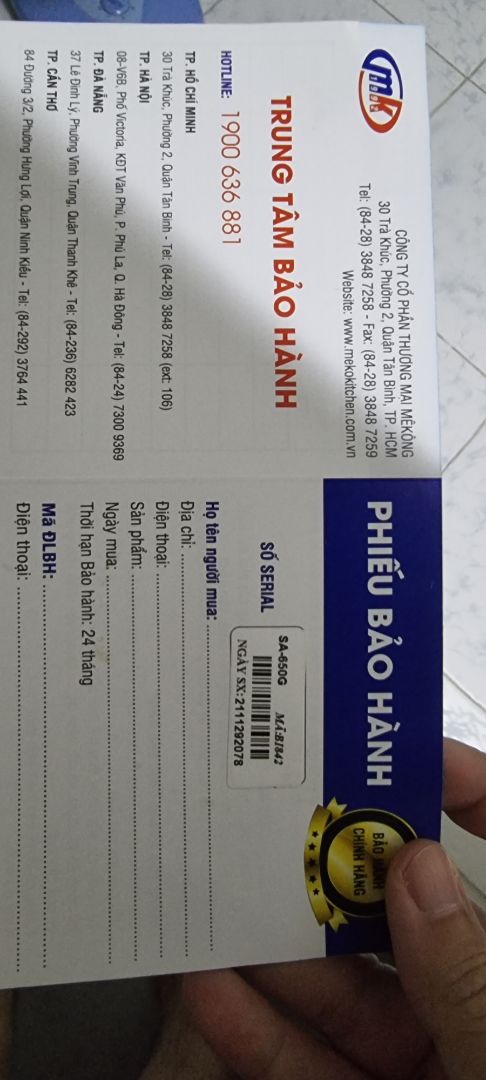 mk
CÔNG TY CỔ PHẦN THƯƠNG MẠI MÊKÔNG
30 Trà Khúc, Phường 2, Quận Tân Bình, TP. HCM
Tel: (84-28) 3848 7258 - Fax: (84-28) 3848 7259
Website: www.mekokitchen.com.vn
TRUNG TÂM BẢO HÀNH
HOTLINE: 1900 636 881
TP. HỒ CHÍ MINH
30 Trà Khúc, Phường 2, Quận Tân Bình - Tel: (84-28) 3848 7258 (ext: 106)
TP. HÀ NỘI
08-V6B, Phố Victoria, KĐT Văn Phú, P. Phú La, Q. Hà Đông - Tel: (84-24) 7300 9369
TP. ĐÀ NẴNG
37 Lê Đình Lý, Phường Vĩnh Trung, Quận Thanh Khê - Tel: (84-236) 6282 423
TP. CẦN THƠ
84 Đường 3/2, Phường Hưng Lợi, Quận Ninh Kiều - Tel: (84-292) 3764 441
PHIẾU BẢO HÀNH
BẢO HÀNH
CHÍNH HÃNG
SỐ SERIAL
SA-650G MÃ:BI842
NGÀY SX:2111292078
Họ tên người mua:
Địa chỉ:
Điện thoại:
Sản phẩm:
Ngày mua:
Thời hạn Bảo hành: 24 tháng
Mã ĐLBH:
Điện thoại: